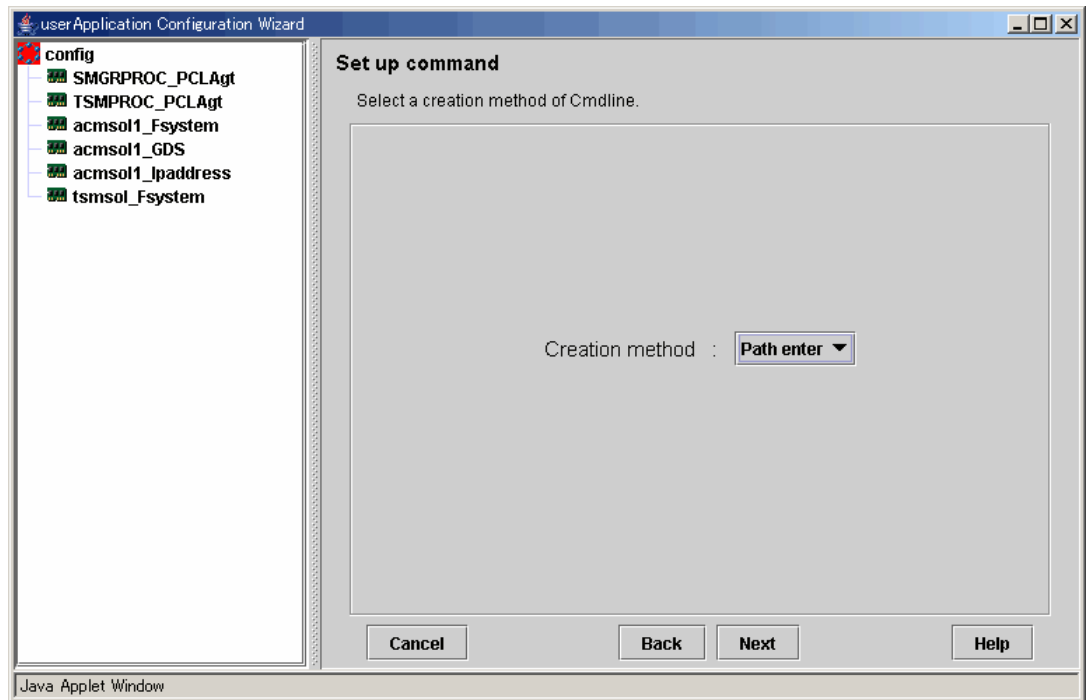 userApplication Configuration Wizard
config
SMGRPROC_PCLAgt
TSMPROC_PCLAgt
acmsol1_Fsystem
acmsol1_GDS
acmsol1_Ipaddress
tsmsol_Fsystem
Set up command
Select a creation method of Cmdline.
Creation method : Path enter
Cancel Back Next Help
Java Applet Window